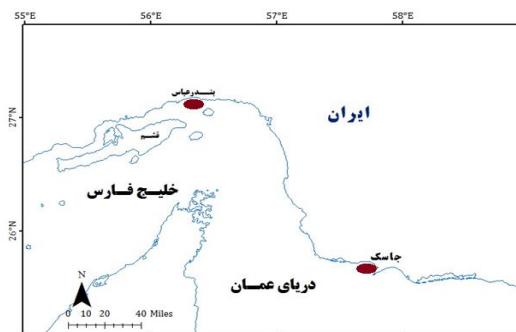 55°E 56°E 57°E 58°E
بندرعباس
27°N
قشم
ایران
خلیج فارس
26°N
جاسک
دریای عمان
N
0 10 20 40 Miles